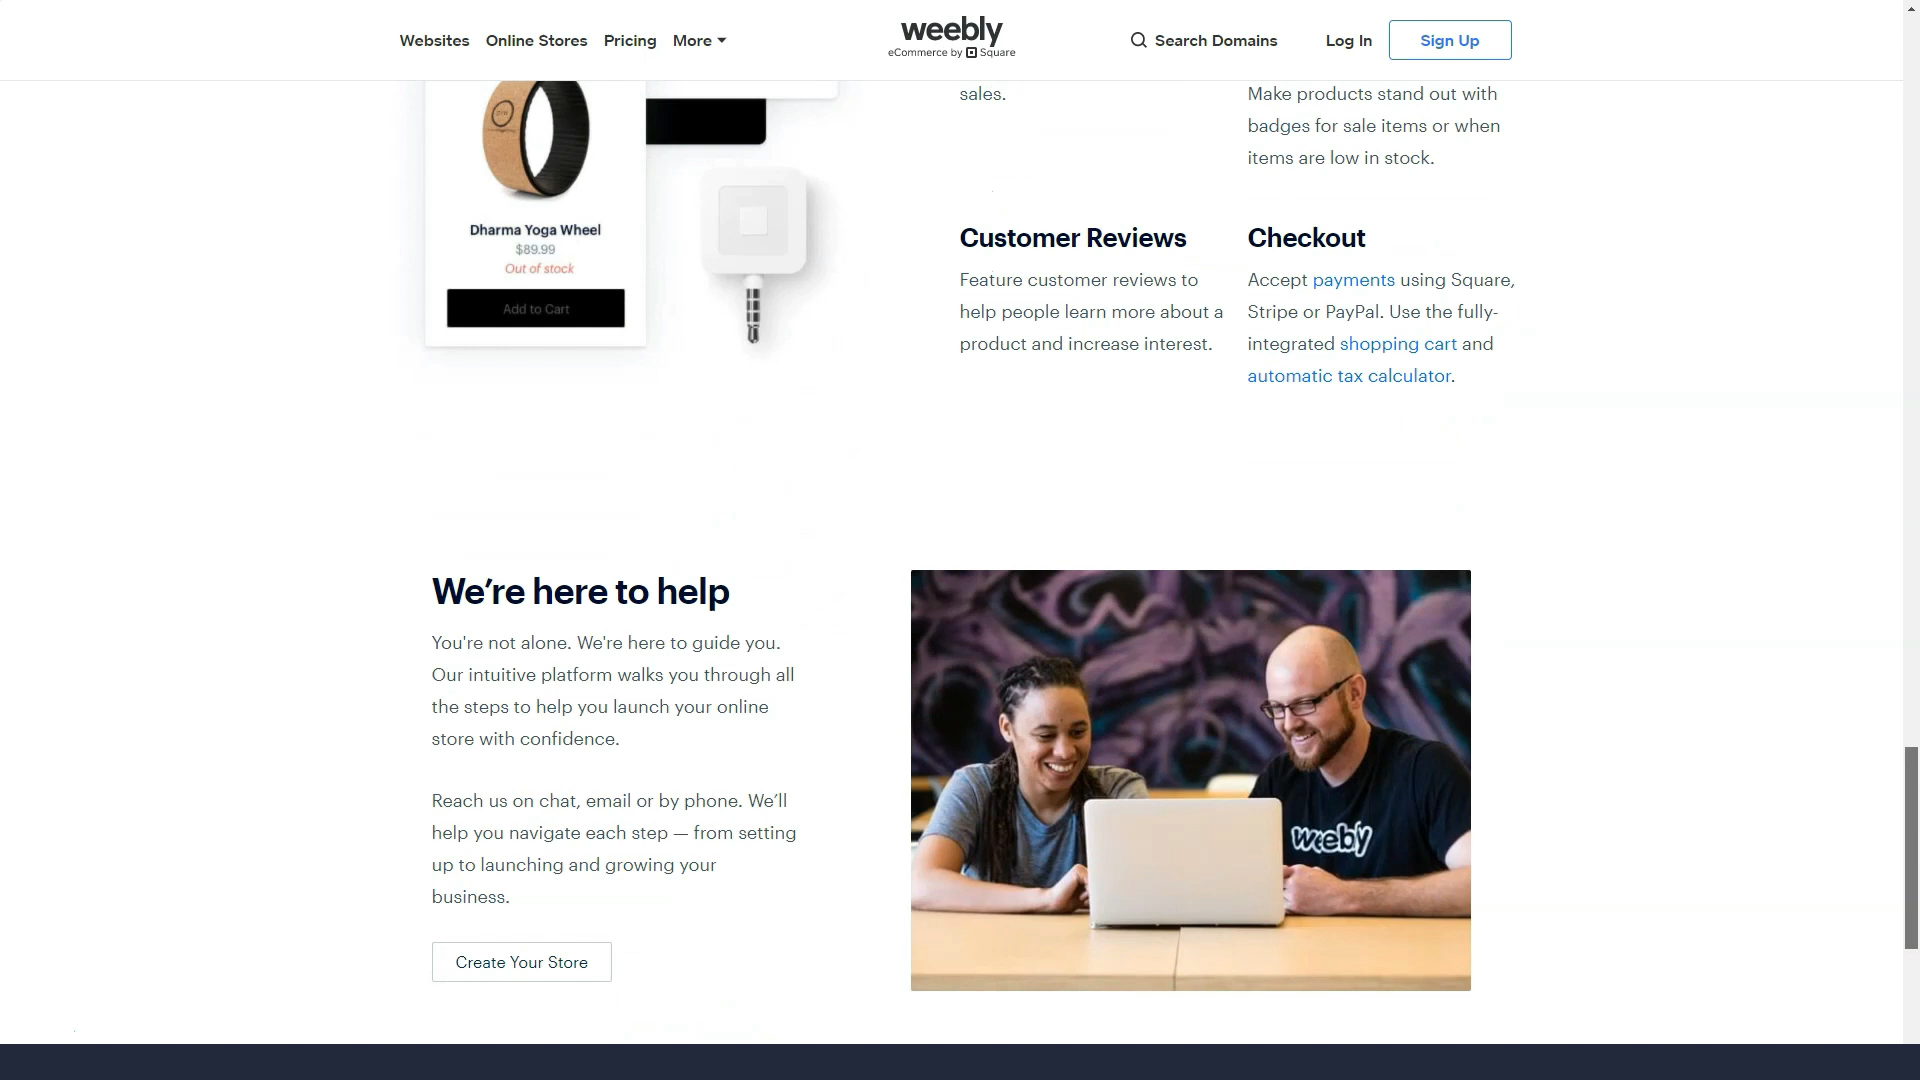 Websites Online Stores Pricing More
weebly
eCommerce by Square
Search Domains Log In Sign Up
Dharma Yoga Wheel
$89.99
Out of stock
Add to Cart
sales.
Make products stand out with
badges for sale items or when
items are low in stock.
Customer Reviews
Feature customer reviews to
help people learn more about a
product and increase interest.
Checkout
Accept payments using Square,
Stripe or PayPal. Use the fully-
integrated shopping cart and
automatic tax calculator.
We’re here to help
You're not alone. We're here to guide you.
Our intuitive platform walks you through all
the steps to help you launch your online
store with confidence.
Reach us on chat, email or by phone. We’ll
help you navigate each step — from setting
up to launching and growing your
business.
Create Your Store
weebly